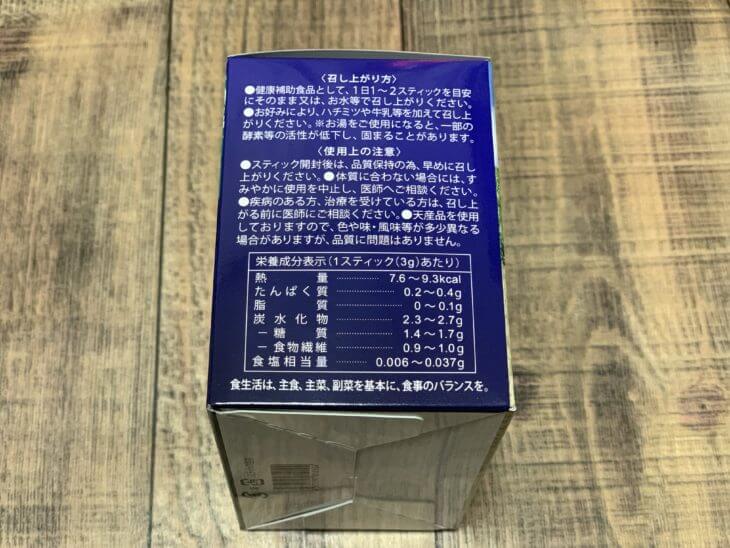 〈召し上がり方〉
●健康補助食品として、1日1〜2スティックを目安
にそのまま又は、お水等で召し上がりください。
●お好みにより、ハチミツや牛乳等を加えて召し上
がりください。※お湯をご使用になると、一部の
酵素等の活性が低下し、固まることがあります。
〈使用上の注意〉
●スティック開封後は、品質保持の為、早めに召し
上がりください。●体質に合わない場合には、す
みやかに使用を中止し、医師へご相談ください。
●疾病のある方、治療を受けている方は、召し上
がる前に医師にご相談ください。●天産品を使用
しておりますので、色や味・風味等が多少異なる
場合がありますが、品質に問題はありません。
栄養成分表示(1スティック(3g)あたり)
熱量 ………… 7.6〜9.3kcal
たんぱく質 ………… 0.2〜0.4g
脂質 ………… 0〜0.1g
炭水化物 ………… 2.3〜2.7g
－糖質 ………… 1.4〜1.7g
－食物繊維 ………… 0.9〜1.0g
食塩相当量 ……… 0.006〜0.037g
食生活は、主食、主菜、副菜を基本に、食事のバランスを。